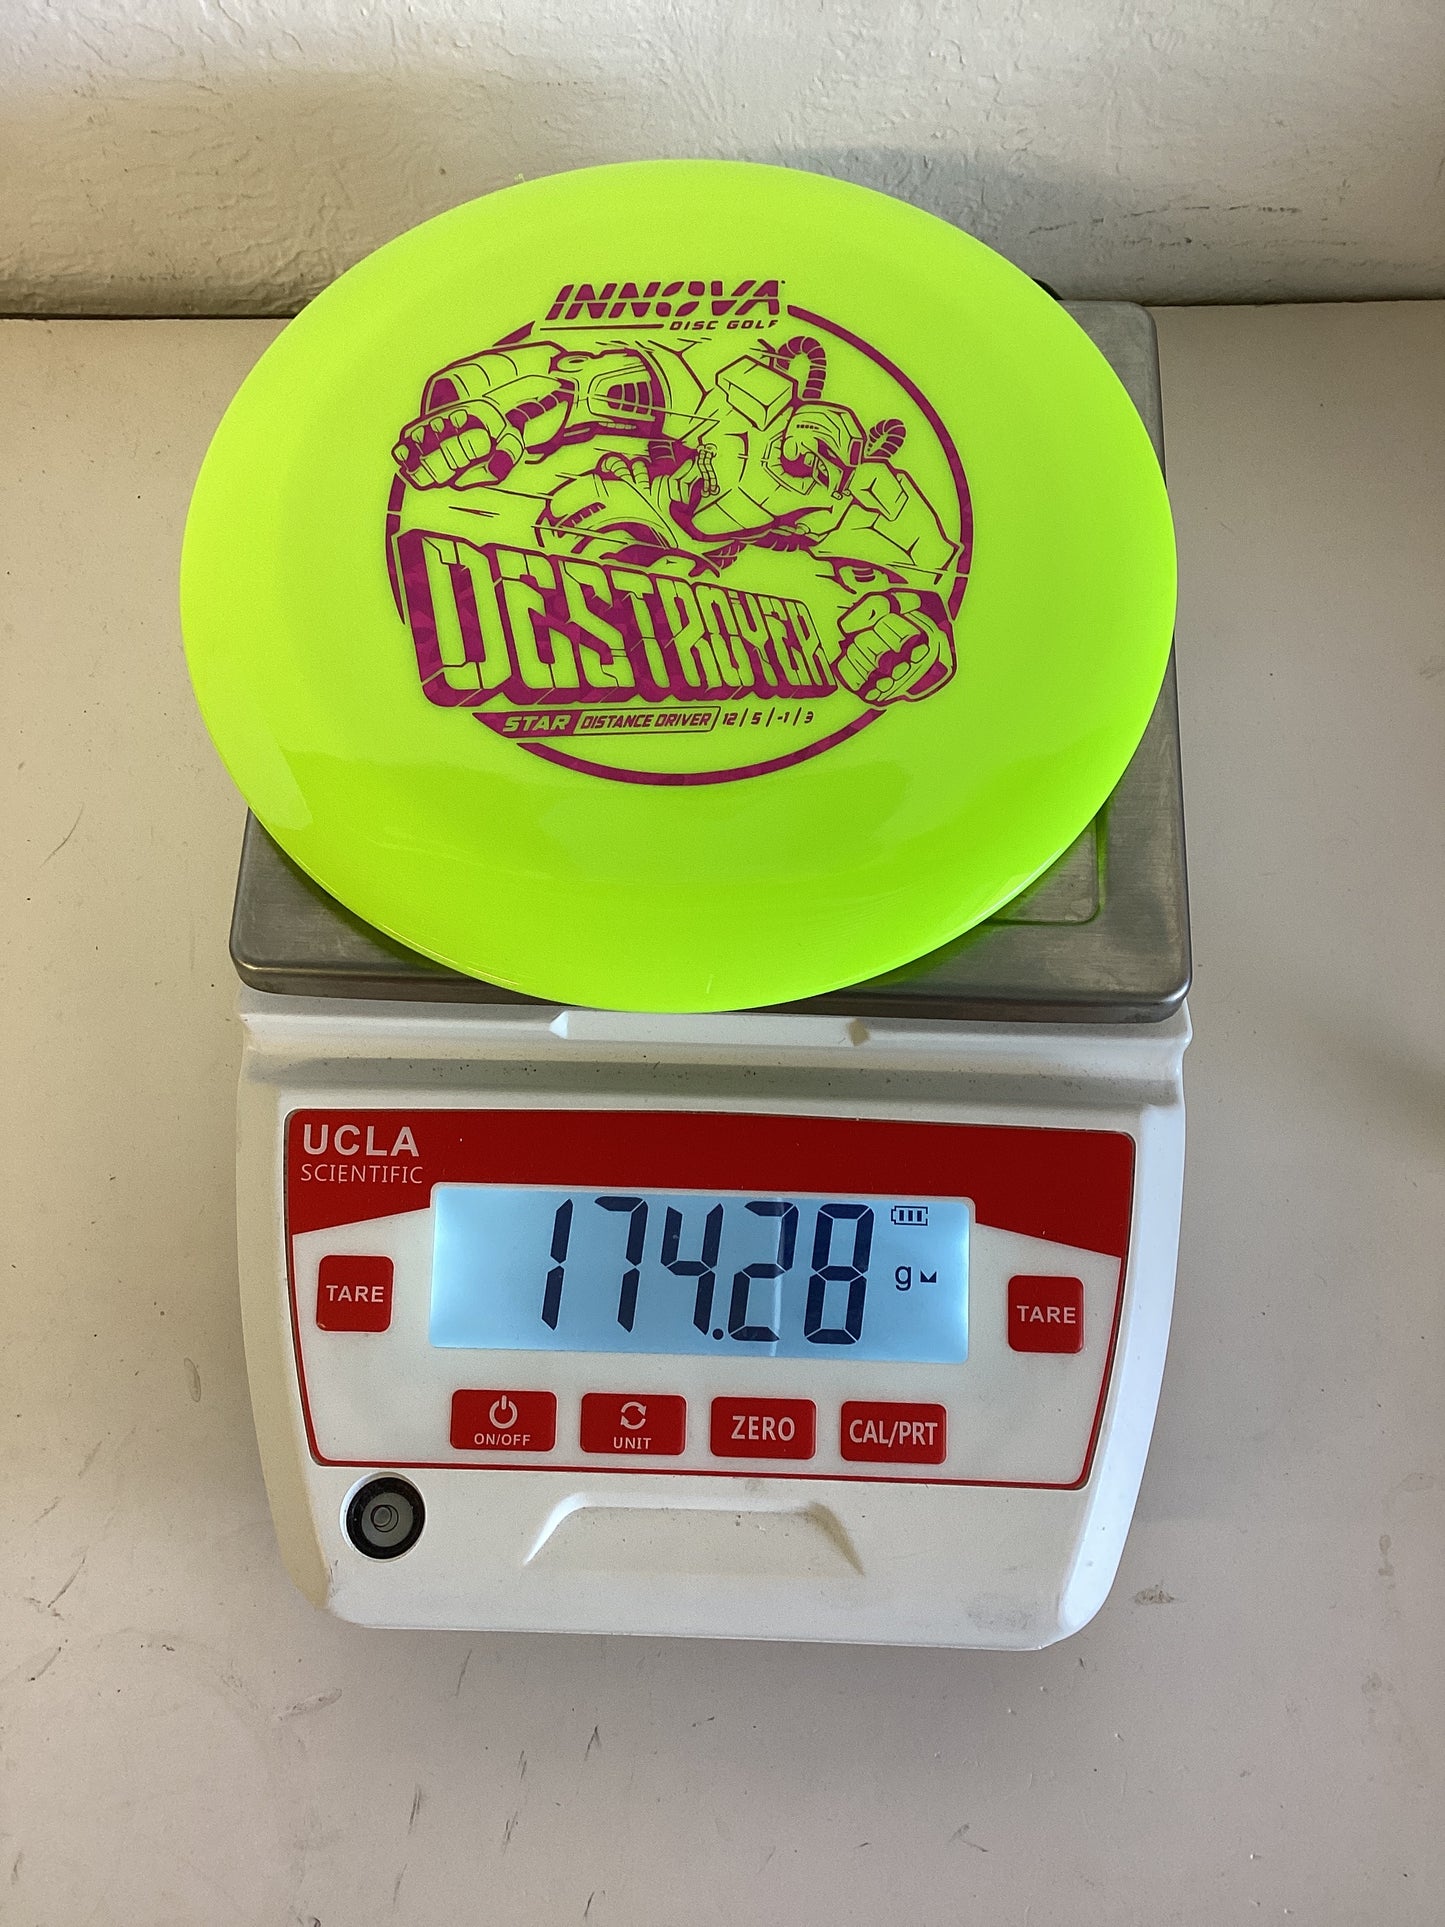 INNOVA
DISC GOLF
DESTROYER
STAR DISTANCE DRIVER 12 / 5 / -1 / 3
UCLA
SCIENTIFIC
174.28 g
TARE
TARE
ON/OFF
UNIT
ZERO
CAL/PRT